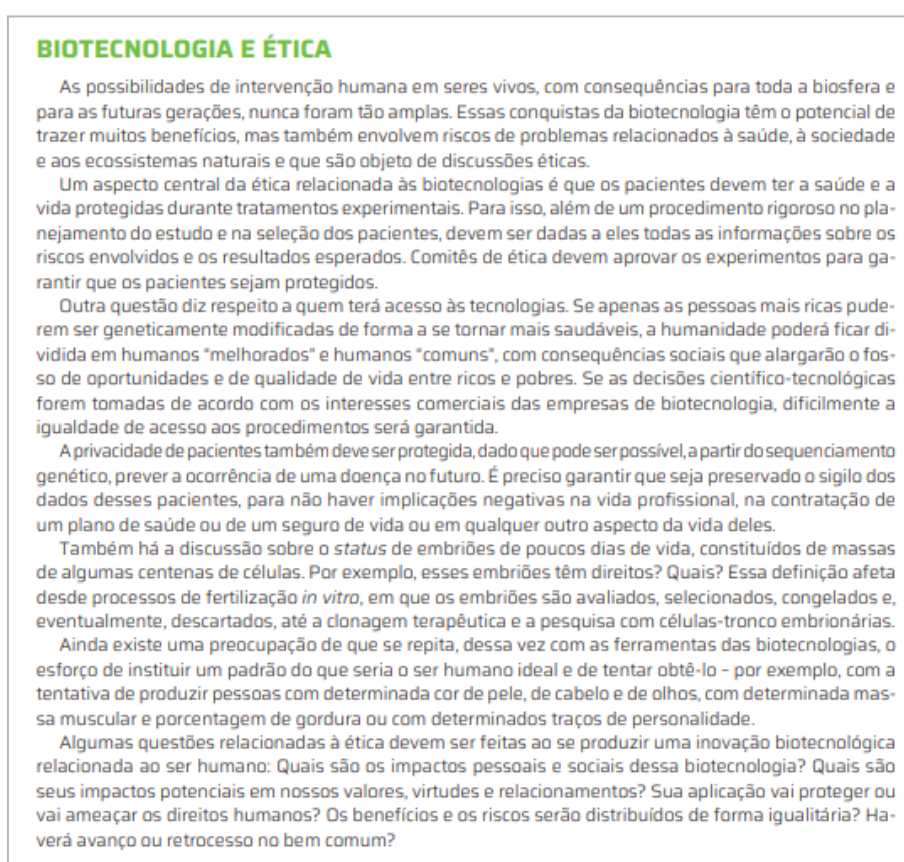 BIOTECNOLOGIA E ÉTICA
As possibilidades de intervenção humana em seres vivos, com consequências para toda a biosfera e
para as futuras gerações, nunca foram tão amplas. Essas conquistas da biotecnologia têm o potencial de
trazer muitos benefícios, mas também envolvem riscos de problemas relacionados à saúde, à sociedade
e aos ecossistemas naturais e que são objeto de discussões éticas.
Um aspecto central da ética relacionada às biotecnologias é que os pacientes devem ter a saúde e a
vida protegidas durante tratamentos experimentais. Para isso, além de um procedimento rigoroso no pla-
nejamento do estudo e na seleção dos pacientes, devem ser dadas a eles todas as informações sobre os
riscos envolvidos e os resultados esperados. Comitês de ética devem aprovar os experimentos para ga-
rantir que os pacientes sejam protegidos.
Outra questão diz respeito a quem terá acesso às tecnologias. Se apenas as pessoas mais ricas pude-
rem ser geneticamente modificadas de forma a se tornar mais saudáveis, a humanidade poderá ficar di-
vidida em humanos "melhorados" e humanos "comuns", com consequências sociais que alargarão o fos-
so de oportunidades e de qualidade de vida entre ricos e pobres. Se as decisões científico-tecnológicas
forem tomadas de acordo com os interesses comerciais das empresas de biotecnologia, dificilmente a
igualdade de acesso aos procedimentos será garantida.
A privacidade de pacientes também deve ser protegida, dado que pode ser possível, a partir do sequenciamento
genético, prever a ocorrência de uma doença no futuro. É preciso garantir que seja preservado o sigilo dos
dados desses pacientes, para não haver implicações negativas na vida profissional, na contratação de
um plano de saúde ou de um seguro de vida ou em qualquer outro aspecto da vida deles.
Também há a discussão sobre o status de embriões de poucos dias de vida, constituídos de massas
de algumas centenas de células. Por exemplo, esses embriões têm direitos? Quais? Essa definição afeta
desde processos de fertilização in vitro, em que os embriões são avaliados, selecionados, congelados e,
eventualmente, descartados, até a clonagem terapêutica e a pesquisa com células-tronco embrionárias.
Ainda existe uma preocupação de que se repita, dessa vez com as ferramentas das biotecnologias, o
esforço de instituir um padrão do que seria o ser humano ideal e de tentar obtê-lo – por exemplo, com a
tentativa de produzir pessoas com determinada cor de pele, de cabelo e de olhos, com determinada mas-
sa muscular e porcentagem de gordura ou com determinados traços de personalidade.
Algumas questões relacionadas à ética devem ser feitas ao se produzir uma inovação biotecnológica
relacionada ao ser humano: Quais são os impactos pessoais e sociais dessa biotecnologia? Quais são
seus impactos potenciais em nossos valores, virtudes e relacionamentos? Sua aplicação vai proteger ou
vai ameaçar os direitos humanos? Os benefícios e os riscos serão distribuídos de forma igualitária? Ha-
verá avanço ou retrocesso no bem comum?